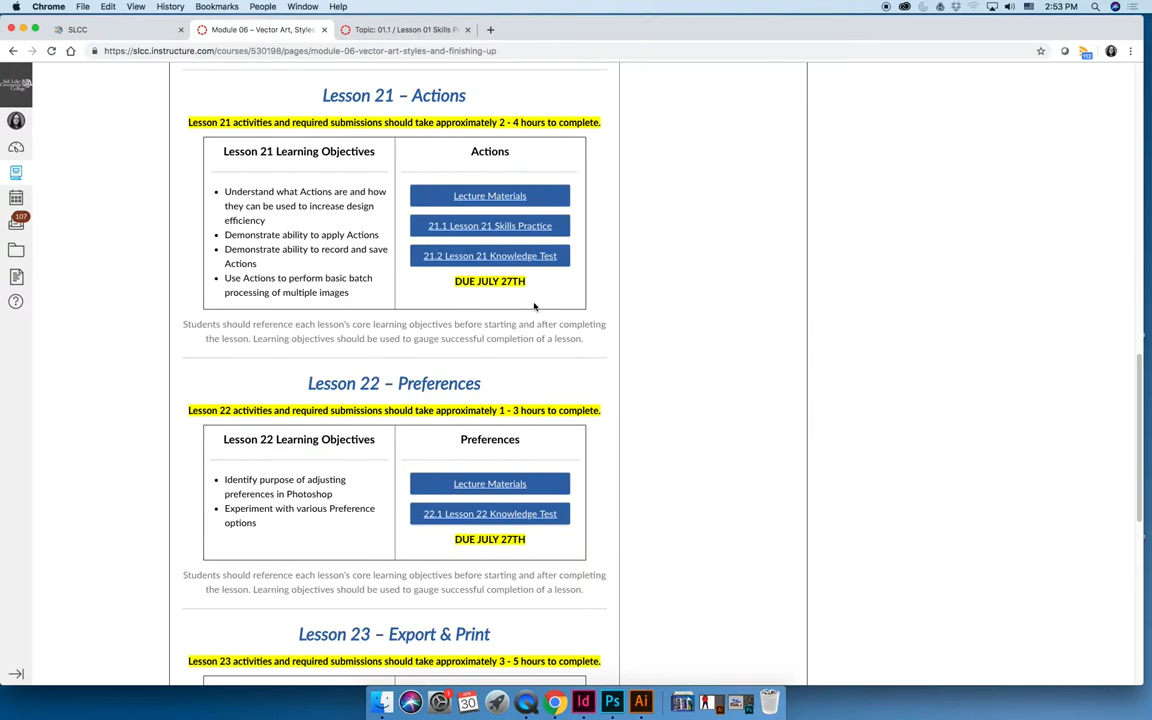 Chrome File Edit View History Bookmarks People Window Help
2:53 PM
SLCC
Module 06 – Vector Art, Styles
Topic: 01.1 / Lesson 01 Skills P
https://slcc.instructure.com/courses/530198/pages/module-06-vector-art-styles-and-finishing-up
Lesson 21 – Actions
Lesson 21 activities and required submissions should take approximately 2 - 4 hours to complete.
Lesson 21 Learning Objectives
Actions
Understand what Actions are and how
they can be used to increase design
efficiency
Demonstrate ability to apply Actions
Demonstrate ability to record and save
Actions
Use Actions to perform basic batch
processing of multiple images
Lecture Materials
21.1 Lesson 21 Skills Practice
21.2 Lesson 21 Knowledge Test
DUE JULY 27TH
Students should reference each lesson's core learning objectives before starting and after completing
the lesson. Learning objectives should be used to gauge successful completion of a lesson.
Lesson 22 – Preferences
Lesson 22 activities and required submissions should take approximately 1 - 3 hours to complete.
Lesson 22 Learning Objectives
Preferences
Identify purpose of adjusting
preferences in Photoshop
Experiment with various Preference
options
Lecture Materials
22.1 Lesson 22 Knowledge Test
DUE JULY 27TH
Students should reference each lesson's core learning objectives before starting and after completing
the lesson. Learning objectives should be used to gauge successful completion of a lesson.
Lesson 23 – Export & Print
Lesson 23 activities and required submissions should take approximately 3 - 5 hours to complete.
107
30
Id
Ps
Ai